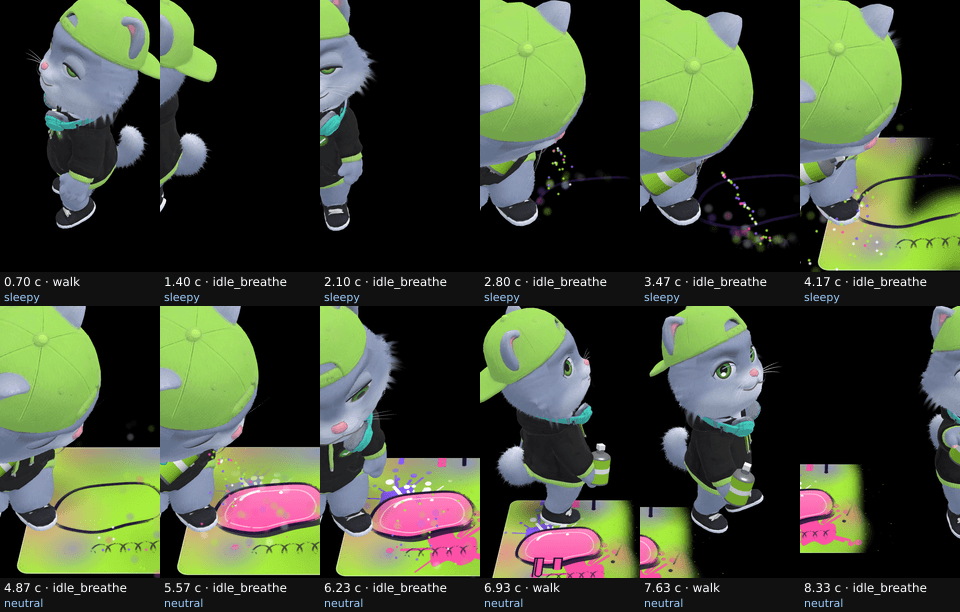 0.70 c · walk
sleepy
1.40 c · idle_breathe
sleepy
2.10 c · idle_breathe
sleepy
2.80 c · idle_breathe
sleepy
3.47 c · idle_breathe
sleepy
4.17 c · idle_breathe
sleepy
4.87 c · idle_breathe
neutral
5.57 c · idle_breathe
neutral
6.23 c · idle_breathe
neutral
6.93 c · walk
neutral
7.63 c · walk
neutral
8.33 c · idle_breathe
neutral